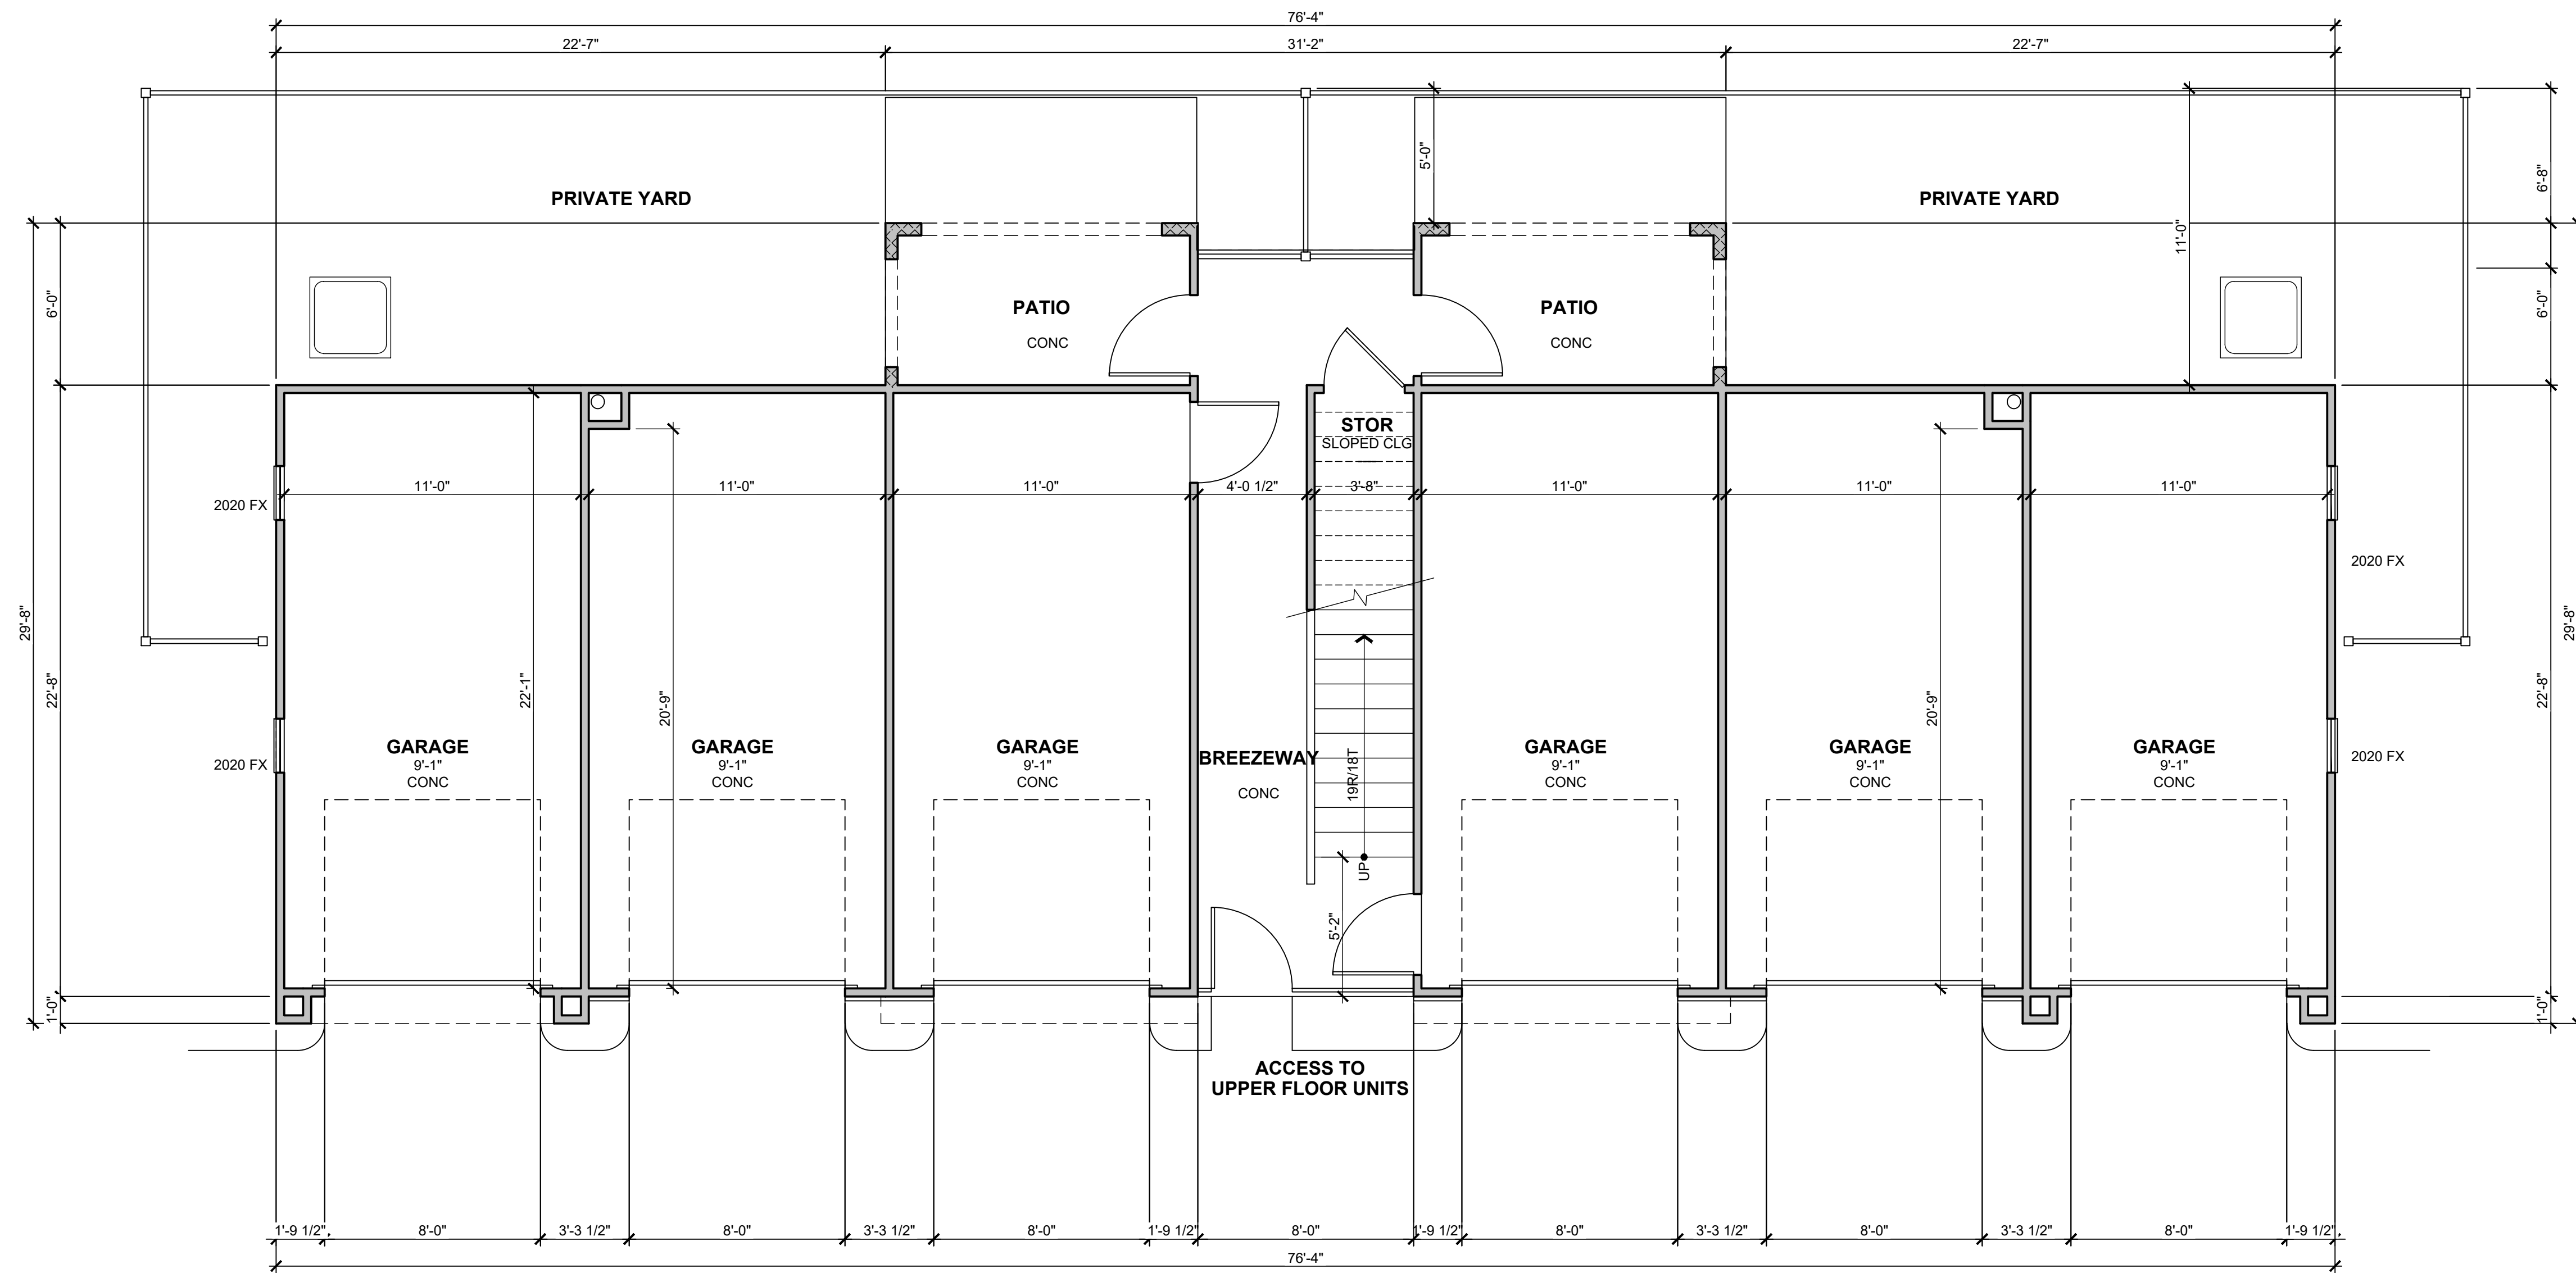 76'-4"
22'-7"
31'-2"
22'-7"
5'-0"
6'-8"
PRIVATE YARD
PRIVATE YARD
11'-0"
6'-0"
PATIO
PATIO
6'-0"
CONC
CONC
STOR
SLOPED CLG
11'-0"
11'-0"
11'-0"
4'-0 1/2"
3'-8"
11'-0"
11'-0"
11'-0"
2020 FX
2020 FX
29'-8"
29'-8"
22'-8"
22'-1"
20'-9"
20'-9"
22'-8"
GARAGE
9'-1"
CONC
GARAGE
9'-1"
CONC
GARAGE
9'-1"
CONC
BREEZEWAY
CONC
19R/18T
GARAGE
9'-1"
CONC
GARAGE
9'-1"
CONC
GARAGE
9'-1"
CONC
2020 FX
2020 FX
UP
5'-2"
1'-0"
1'-0"
ACCESS TO
UPPER FLOOR UNITS
1'-9 1/2"
8'-0"
3'-3 1/2"
8'-0"
3'-3 1/2"
8'-0"
1'-9 1/2"
8'-0"
1'-9 1/2"
8'-0"
3'-3 1/2"
8'-0"
3'-3 1/2"
8'-0"
1'-9 1/2"
76'-4"